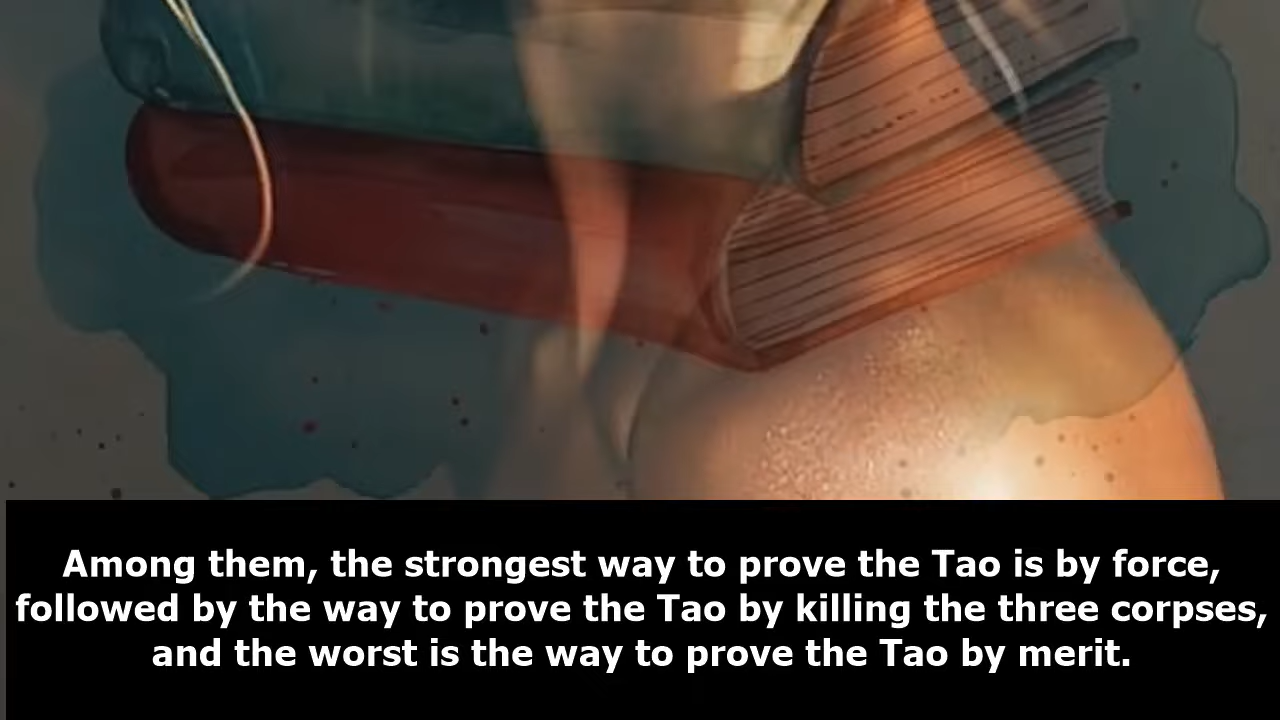 Among them, the strongest way to prove the Tao is by force,
followed by the way to prove the Tao by killing the three corpses,
and the worst is the way to prove the Tao by merit.